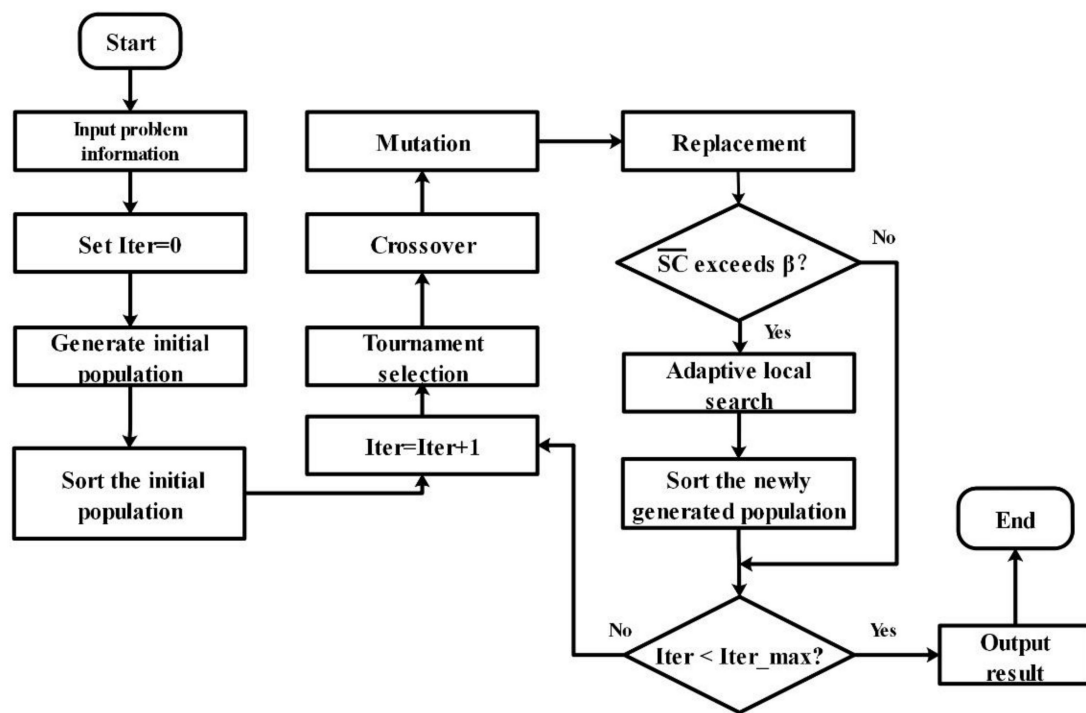 Start
Input problem
information
Set Iter=0
Generate initial
population
Sort the initial
population
Iter=Iter+1
Tournament
selection
Crossover
Mutation
Replacement
S̅C̅ exceeds β?
No
Yes
Adaptive local
search
Sort the newly
generated population
Iter < Iter_max?
No
Yes
Output
result
End